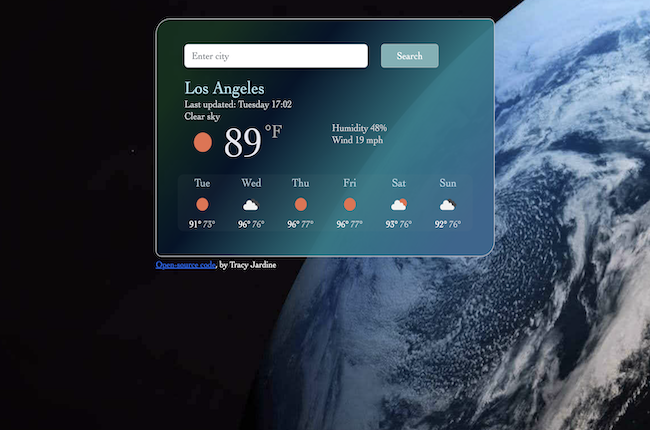 Enter city
Search
Los Angeles
Last updated: Tuesday 17:02
Clear sky
89 °F
Humidity 48%
Wind 19 mph
Tue Wed Thu Fri Sat Sun
91° 73° 96° 76° 96° 77° 96° 77° 93° 76° 92° 76°
Open-source code, by Tracy Jardine